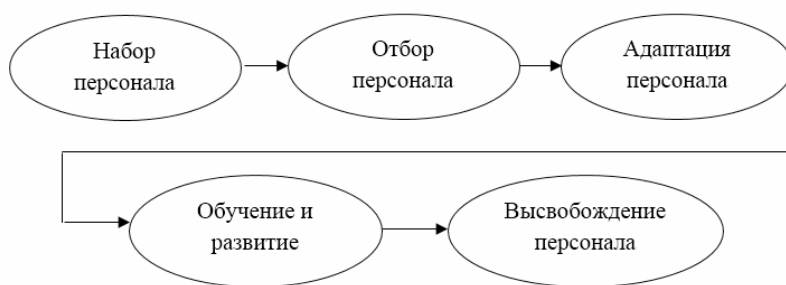 Набор
персонала
Отбор
персонала
Адаптация
персонала
Обучение и
развитие
Высвобождение
персонала